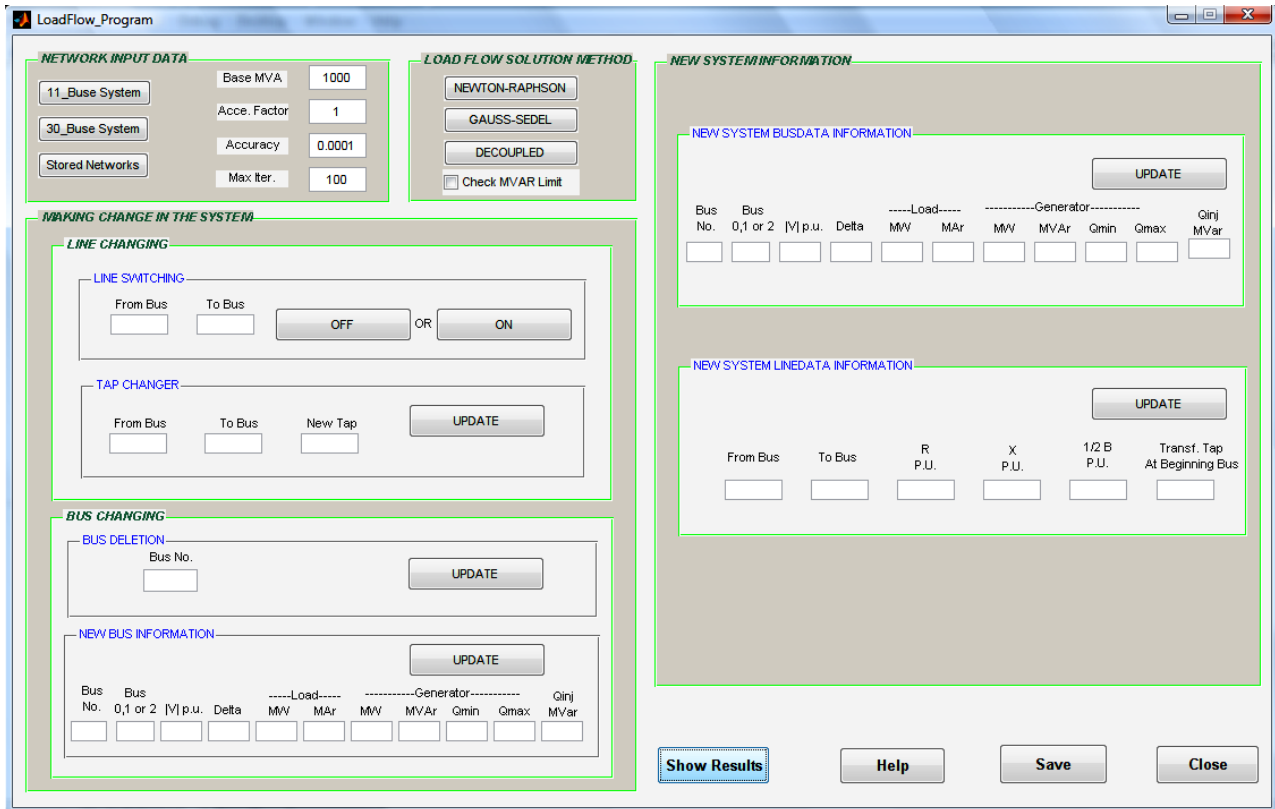 LoadFlow_Program
NETWORK INPUT DATA
11_Buse System
30_Buse System
Stored Networks
Base MVA 1000
Acce. Factor 1
Accuracy 0.0001
Max Iter. 100
LOAD FLOW SOLUTION METHOD
NEWTON-RAPHSON
GAUSS-SEDEL
DECOUPLED
Check MVAR Limit
MAKING CHANGE IN THE SYSTEM
LINE CHANGING
LINE SWITCHING
From Bus To Bus
OFF OR ON
TAP CHANGER
From Bus To Bus New Tap UPDATE
BUS CHANGING
BUS DELETION
Bus No.
UPDATE
NEW BUS INFORMATION
UPDATE
Bus Bus -----Load----- -----------Generator----------- Qinj
No. 0,1 or 2 |V| p.u. Delta MW MAr MW MVAr Qmin Qmax MVar
NEW SYSTEM INFORMATION
NEW SYSTEM BUSDATA INFORMATION
UPDATE
Bus Bus -----Load----- -----------Generator----------- Qinj
No. 0,1 or 2 |V| p.u. Delta MW MAr MW MVAr Qmin Qmax MVar
NEW SYSTEM LINEDATA INFORMATION
UPDATE
From Bus To Bus R X 1/2 B Transf. Tap
P.U. P.U. P.U. At Beginning Bus
Show Results Help Save Close